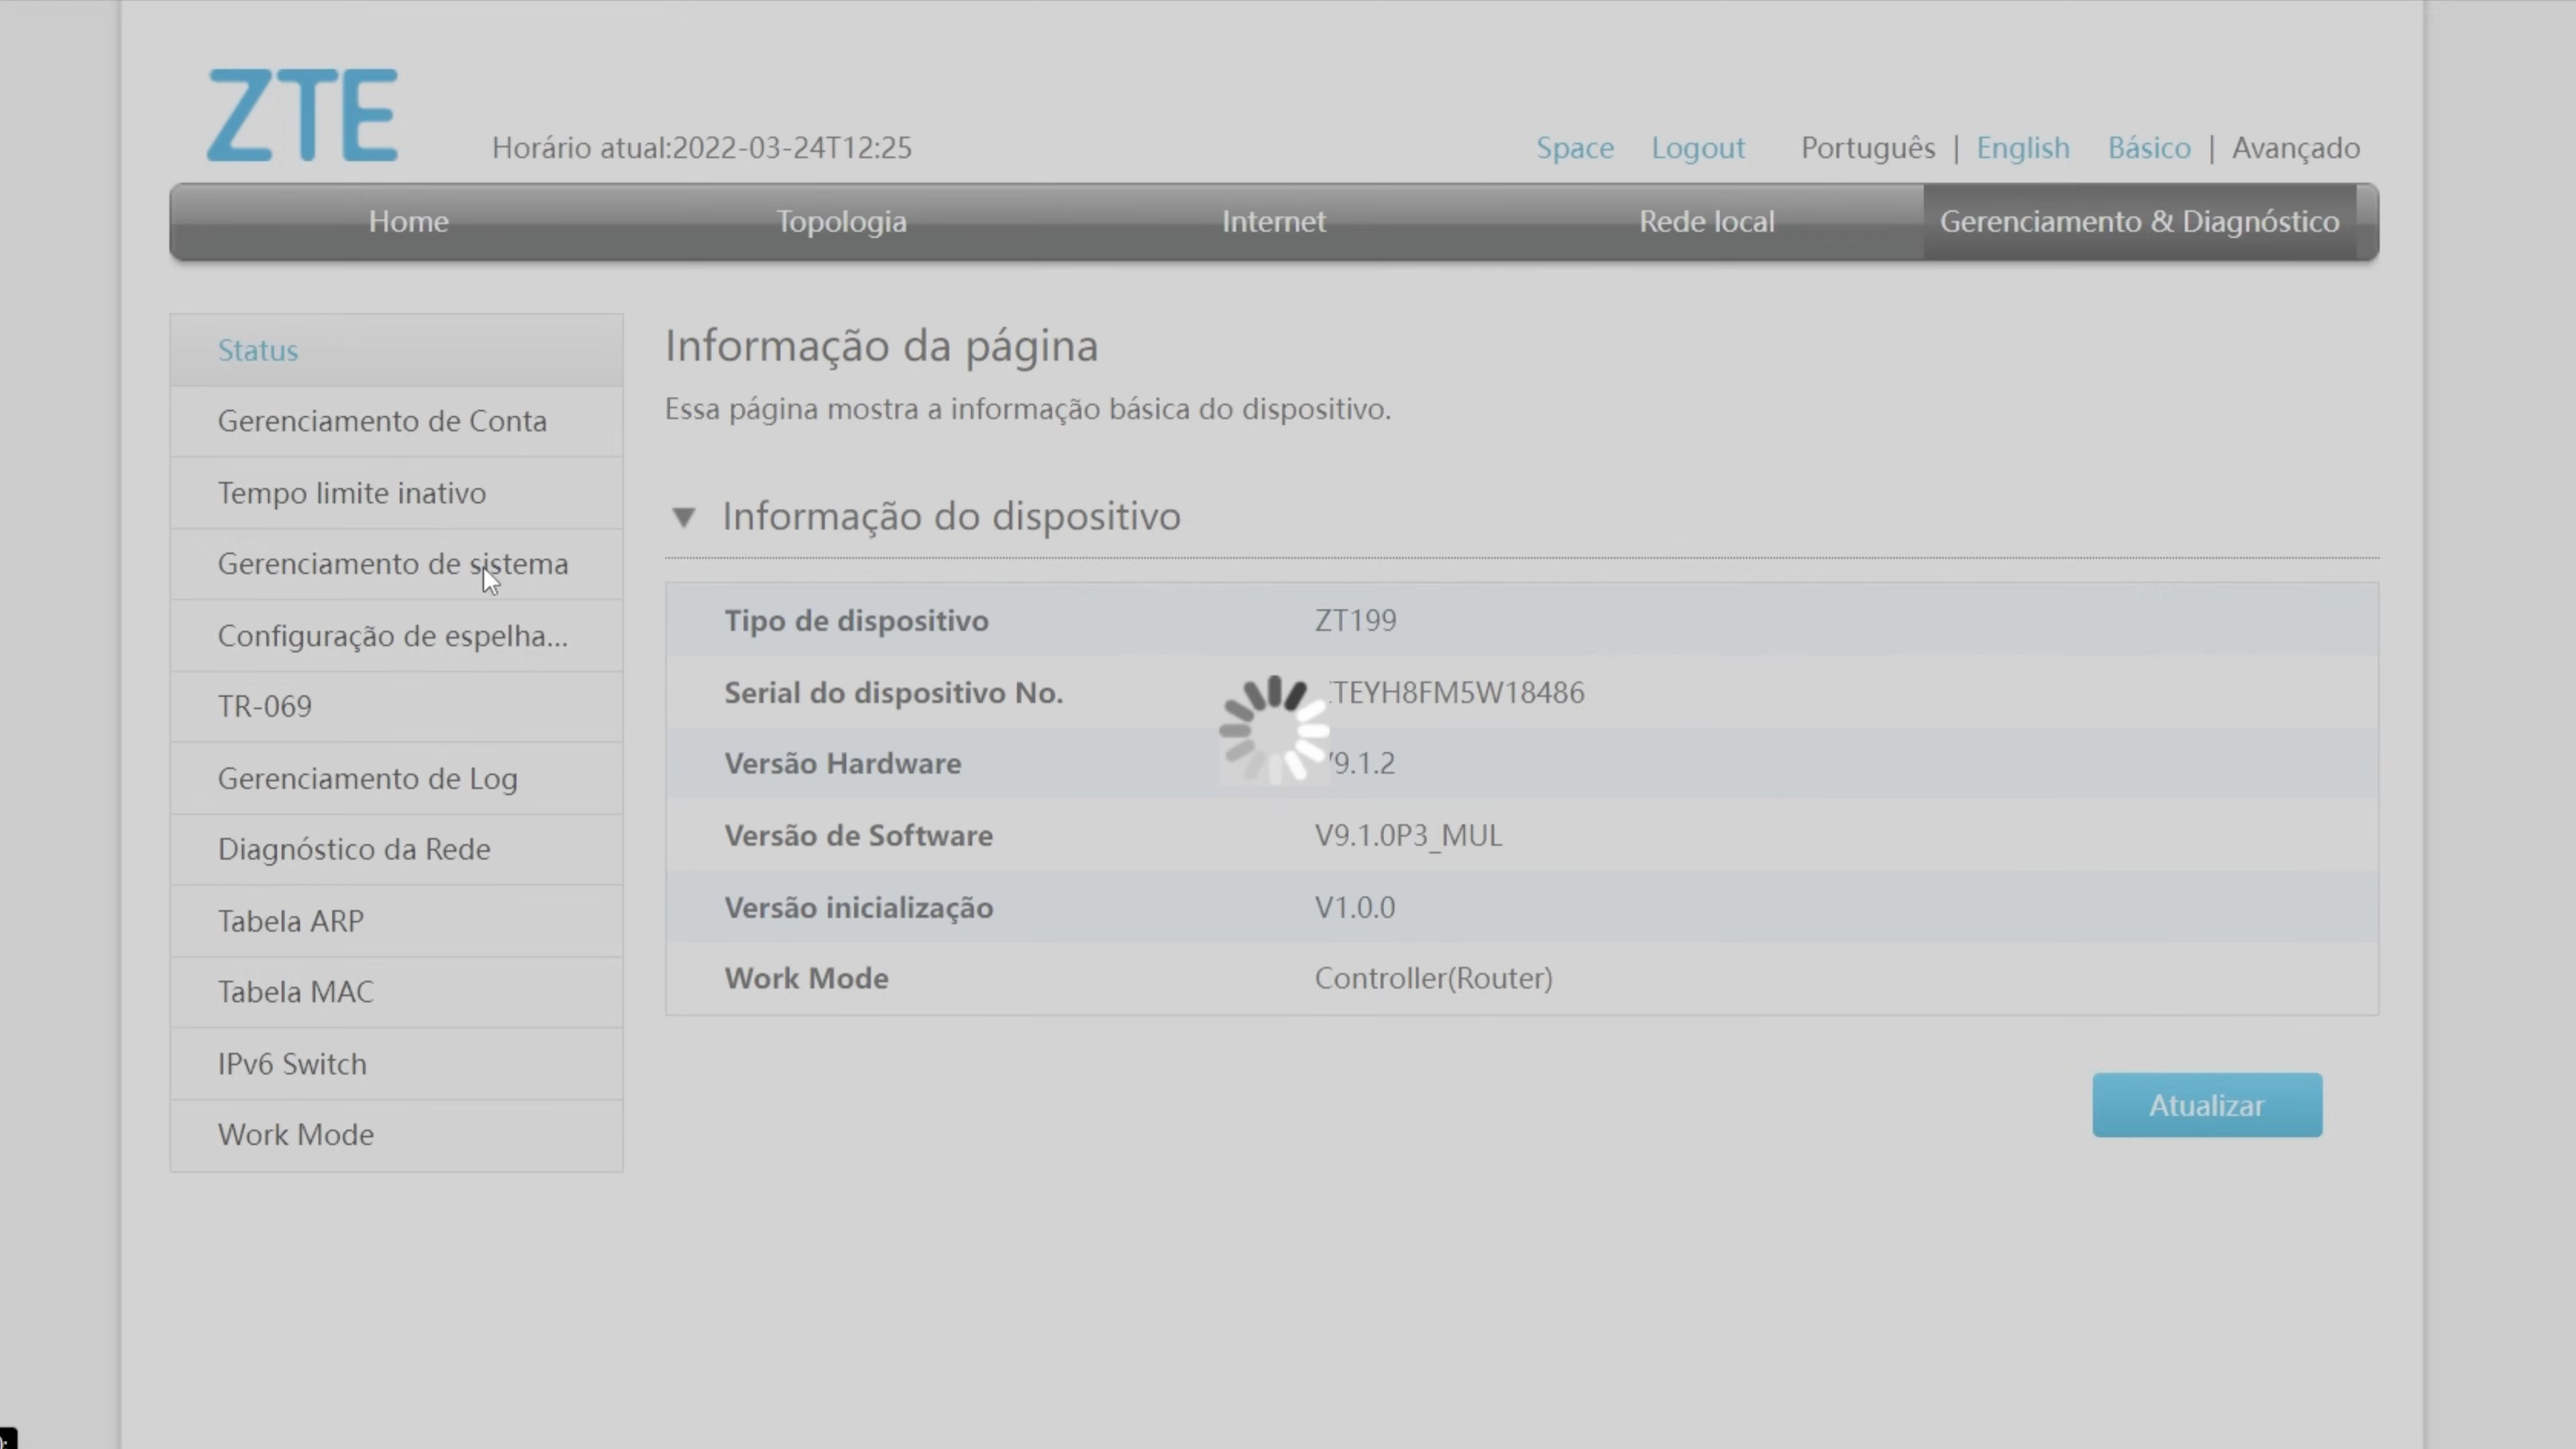 ZTE
Horário atual:2022-03-24T12:25
Space Logout Português | English Básico | Avançado
Home Topologia Internet Rede local Gerenciamento & Diagnóstico
Status
Gerenciamento de Conta
Tempo limite inativo
Gerenciamento de sistema
Configuração de espelha...
TR-069
Gerenciamento de Log
Diagnóstico da Rede
Tabela ARP
Tabela MAC
IPv6 Switch
Work Mode
Informação da página
Essa página mostra a informação básica do dispositivo.
Informação do dispositivo
Tipo de dispositivo ZT199
Serial do dispositivo No. TEYH8FM5W18486
Versão Hardware 9.1.2
Versão de Software V9.1.0P3_MUL
Versão inicialização V1.0.0
Work Mode Controller(Router)
Atualizar